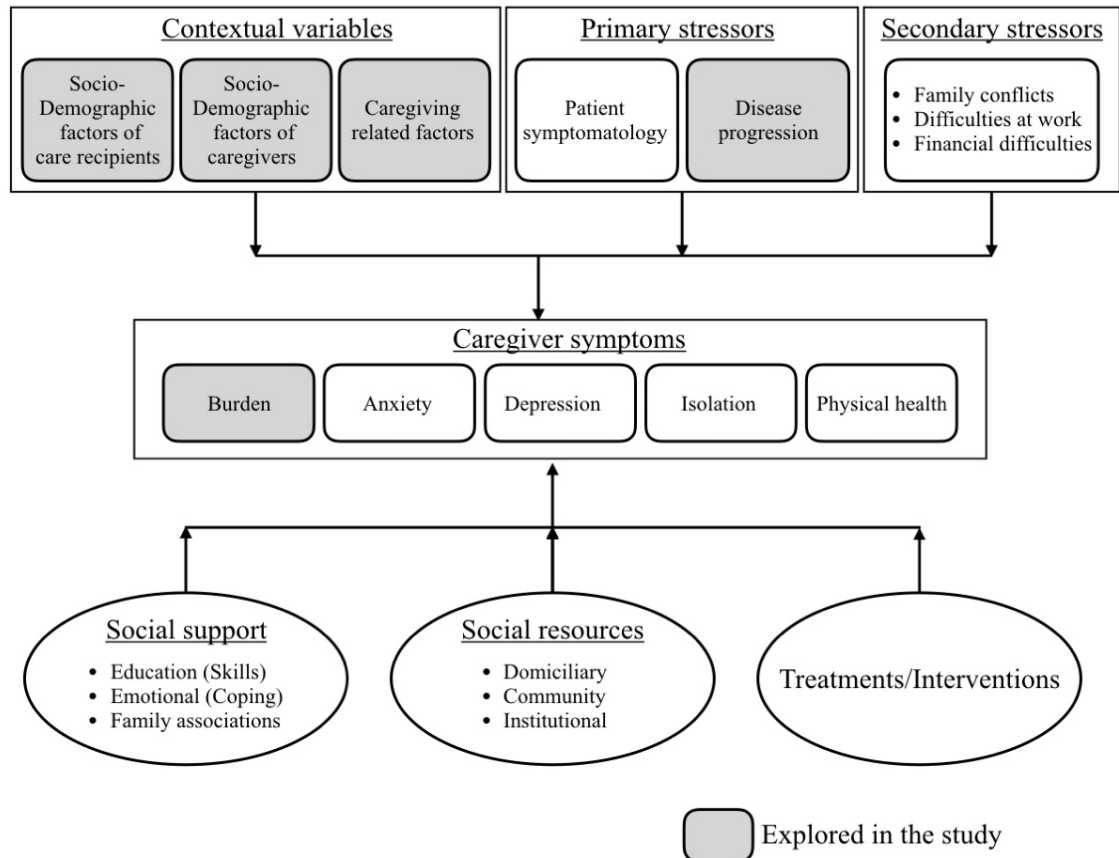 Contextual variables
Socio-
Demographic
factors of
care recipients
Socio-
Demographic
factors of
caregivers
Caregiving
related factors
Primary stressors
Patient
symptomatology
Disease
progression
Secondary stressors
• Family conflicts
• Difficulties at work
• Financial difficulties
Caregiver symptoms
Burden
Anxiety
Depression
Isolation
Physical health
Social support
• Education (Skills)
• Emotional (Coping)
• Family associations
Social resources
• Domiciliary
• Community
• Institutional
Treatments/Interventions
Explored in the study